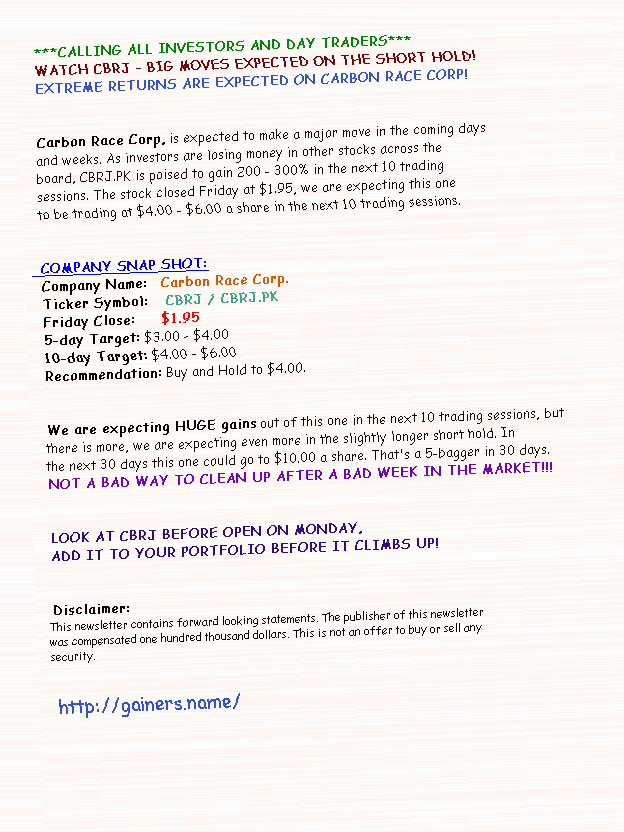 ***CALLING ALL INVESTORS AND DAY TRADERS***
WATCH CBRJ - BIG MOVES EXPECTED ON THE SHORT HOLD!
EXTREME RETURNS ARE EXPECTED ON CARBON RACE CORP!
Carbon Race Corp. is expected to make a major move in the coming days
and weeks. As investors are losing money in other stocks across the
board, CBRJ.PK is poised to gain 200 - 300% in the next 10 trading
sessions. The stock closed Friday at $1.95, we are expecting this one
to be trading at $4.00 - $6.00 a share in the next 10 trading sessions.
COMPANY SNAP SHOT:
Company Name: Carbon Race Corp.
Ticker Symbol: CBRJ / CBRJ.PK
Friday Close: $1.95
5-day Target: $3.00 - $4.00
10-day Target: $4.00 - $6.00
Recommendation: Buy and Hold to $4.00.
We are expecting HUGE gains out of this one in the next 10 trading sessions, but
there is more, we are expecting even more in the slightly longer short hold. In
the next 30 days this one could go to $10.00 a share. That's a 5-bagger in 30 days.
NOT A BAD WAY TO CLEAN UP AFTER A BAD WEEK IN THE MARKET!!!
LOOK AT CBRJ BEFORE OPEN ON MONDAY,
ADD IT TO YOUR PORTFOLIO BEFORE IT CLIMBS UP!
Disclaimer:
This newsletter contains forward looking statements. The publisher of this newsletter
was compensated one hundred thousand dollars. This is not an offer to buy or sell any
security.
http://gainers.name/